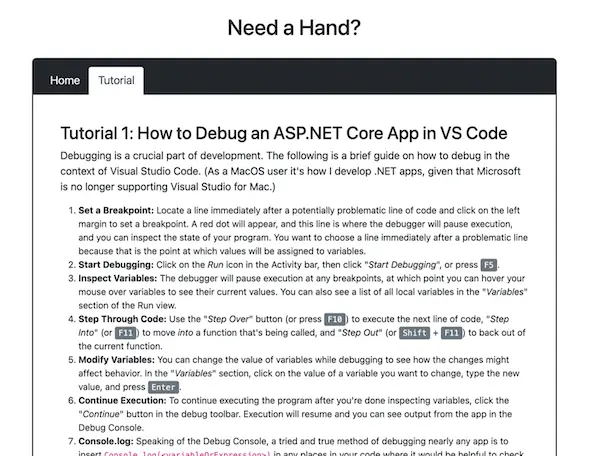 Need a Hand?
Home Tutorial
Tutorial 1: How to Debug an ASP.NET Core App in VS Code
Debugging is a crucial part of development. The following is a brief guide on how to debug in the
context of Visual Studio Code. (As a MacOS user it's how I develop .NET apps, given that Microsoft
is no longer supporting Visual Studio for Mac.)
1. Set a Breakpoint: Locate a line immediately after a potentially problematic line of code and click on the left
margin to set a breakpoint. A red dot will appear, and this line is where the debugger will pause execution,
and you can inspect the state of your program. You want to choose a line immediately after a problematic line
because that is the point at which values will be assigned to variables.
2. Start Debugging: Click on the Run icon in the Activity bar, then click "Start Debugging", or press F5.
3. Inspect Variables: The debugger will pause execution at any breakpoints, at which point you can hover your
mouse over variables to see their current values. You can also see a list of all local variables in the "Variables"
section of the Run view.
4. Step Through Code: Use the "Step Over" button (or press F10) to execute the next line of code, "Step
Into" (or F11) to move into a function that's being called, and "Step Out" (or Shift + F11) to back out of
the current function.
5. Modify Variables: You can change the value of variables while debugging to see how the changes might
affect behavior. In the "Variables" section, click on the value of a variable you want to change, type the new
value, and press Enter.
6. Continue Execution: To continue executing the program after you're done inspecting variables, click the
"Continue" button in the debug toolbar. Execution will resume and you can see output from the app in the
Debug Console.
7. Console.log: Speaking of the Debug Console, a tried and true method of debugging nearly any app is to
insert Console.log(<variableOrExpression>) in any places in your code where it would be helpful to check